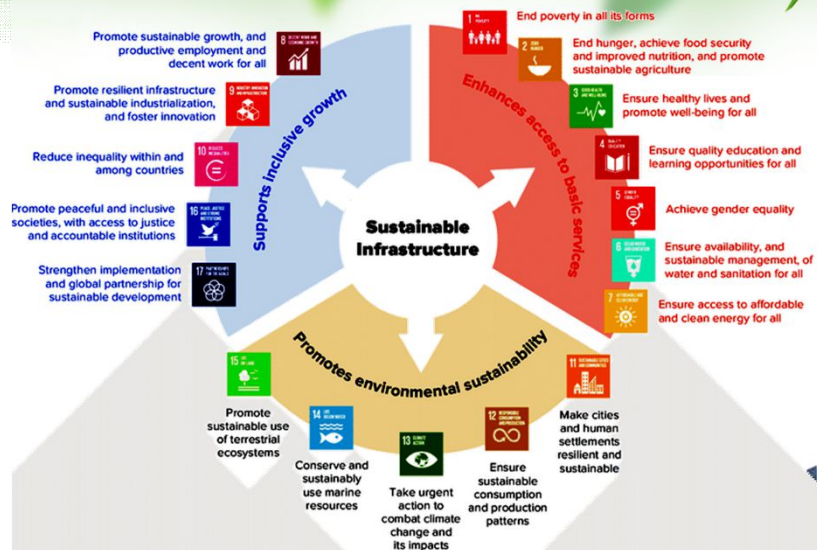 Sustainable
Infrastructure
Supports inclusive growth
8
Promote sustainable growth, and
productive employment and
decent work for all
9
Promote resilient infrastructure
and sustainable industrialization,
and foster innovation
10
Reduce inequality within and
among countries
16
Promote peaceful and inclusive
societies, with access to justice
and accountable institutions
17
Strengthen implementation
and global partnership for
sustainable development
Enhances access to basic services
1
End poverty in all its forms
2
End hunger, achieve food security
and improved nutrition, and promote
sustainable agriculture
3
Ensure healthy lives and
promote well-being for all
4
Ensure quality education and
learning opportunities for all
5
Achieve gender equality
6
Ensure availability, and
sustainable management, of
water and sanitation for all
7
Ensure access to affordable
and clean energy for all
Promotes environmental sustainability
15
Promote
sustainable use
of terrestrial
ecosystems
14
Conserve and
sustainably
use marine
resources
13
Take urgent
action to
combat climate
change and
its impacts
12
Ensure
sustainable
consumption
and production
patterns
11
Make cities
and human
settlements
resilient and
sustainable